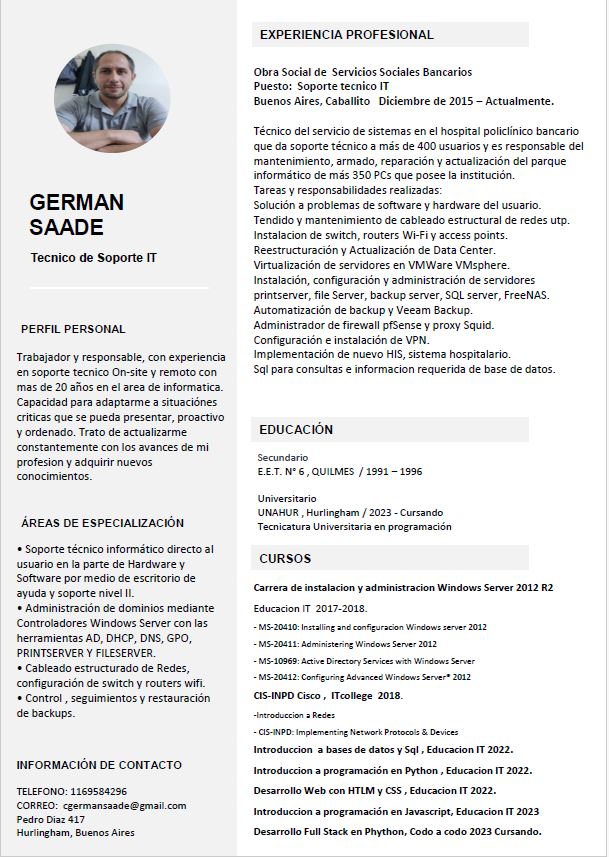 GERMAN
SAADE
Tecnico de Soporte IT
PERFIL PERSONAL
Trabajador y responsable, con experiencia
en soporte tecnico On-site y remoto con
mas de 20 años en el area de informatica.
Capacidad para adaptarme a situaciónes
criticas que se pueda presentar, proactivo
y ordenado. Trato de actualizarme
constantemente con los avances de mi
profesion y adquirir nuevos
conocimientos.
ÁREAS DE ESPECIALIZACIÓN
• Soporte técnico informático directo al
usuario en la parte de Hardware y
Software por medio de escritorio de
ayuda y soporte nivel II.
• Administración de dominios mediante
Controladores Windows Server con las
herramientas AD, DHCP, DNS, GPO,
PRINTSERVER Y FILESERVER.
• Cableado estructurado de Redes,
configuración de switch y routers wifi.
• Control , seguimientos y restauración
de backups.
INFORMACIÓN DE CONTACTO
TELEFONO: 1169584296
CORREO: cgermansaade@gmail.com
Pedro Diaz 417
Hurlingham, Buenos Aires
EXPERIENCIA PROFESIONAL
Obra Social de Servicios Sociales Bancarios
Puesto: Soporte tecnico IT
Buenos Aires, Caballito Diciembre de 2015 – Actualmente.
Técnico del servicio de sistemas en el hospital policlínico bancario
que da soporte técnico a más de 400 usuarios y es responsable del
mantenimiento, armado, reparación y actualización del parque
informático de más 350 PCs que posee la institución.
Tareas y responsabilidades realizadas:
Solución a problemas de software y hardware del usuario.
Tendido y mantenimiento de cableado estructural de redes utp.
Instalacion de switch, routers Wi-Fi y access points.
Reestructuración y Actualización de Data Center.
Virtualización de servidores en VMWare VMsphere.
Instalación, configuración y administración de servidores
printserver, file Server, backup server, SQL server, FreeNAS.
Automatización de backup y Veeam Backup.
Administrador de firewall pfSense y proxy Squid.
Configuración e instalación de VPN.
Implementación de nuevo HIS, sistema hospitalario.
Sql para consultas e informacion requerida de base de datos.
EDUCACIÓN
Secundario
E.E.T. N° 6 , QUILMES / 1991 – 1996
Universitario
UNAHUR , Hurlingham / 2023 - Cursando
Tecnicatura Universitaria en programación
CURSOS
Carrera de instalacion y administracion Windows Server 2012 R2
Educacion IT 2017-2018.
- MS-20410: Installing and configuration Windows server 2012
- MS-20411: Administering Windows Server 2012
- MS-10969: Active Directory Services with Windows Server
- MS-20412: Configuring Advanced Windows Server® 2012
CIS-INPD Cisco , ITcollege 2018.
-Introduccion a Redes
- CIS-INPD: Implementing Network Protocols & Devices
Introduccion a bases de datos y Sql , Educacion IT 2022.
Introduccion a programación en Python , Educacion IT 2022.
Desarrollo Web con HTLM y CSS , Educacion IT 2022.
Introduccion a programación en Javascript, Educacion IT 2023
Desarrollo Full Stack en Phython, Codo a codo 2023 Cursando.